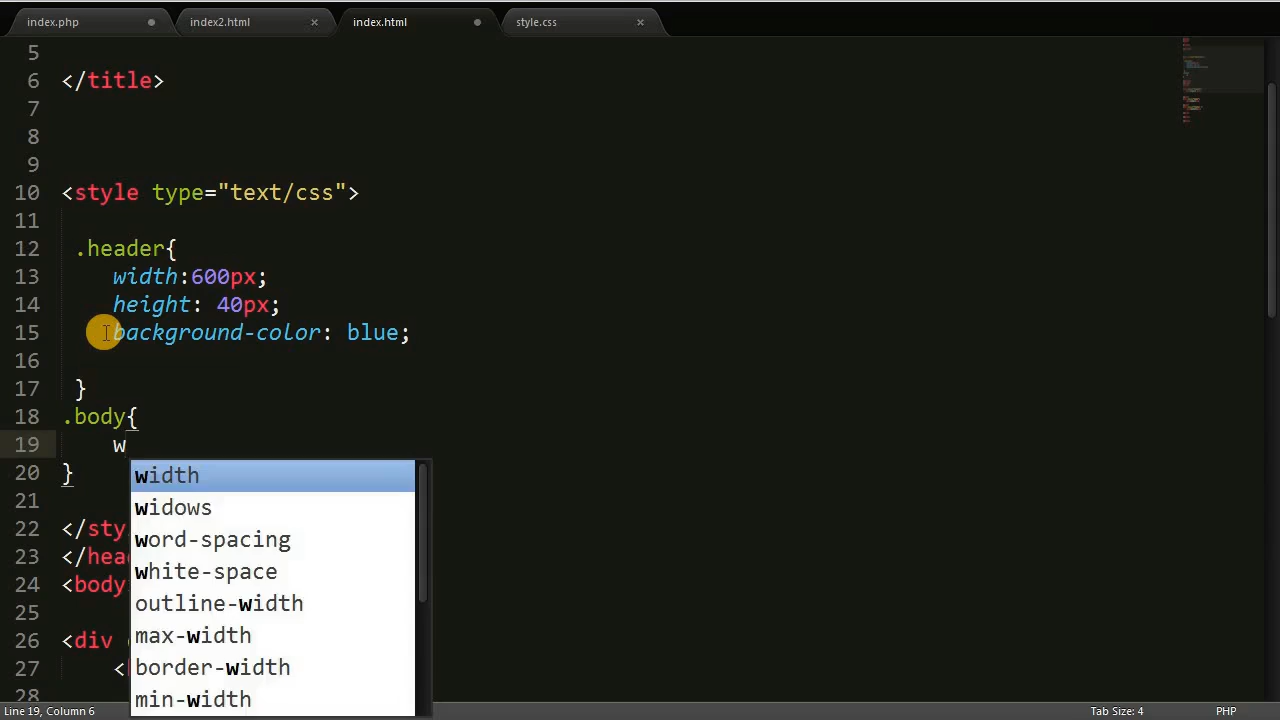 index.php index2.html index.html style.css
5
6 </title>
7
8
9
10 <style type="text/css">
11
12 .header{
13 width:600px;
14 height: 40px;
15 background-color: blue;
16
17 }
18 .body{
19 w
20 }
21
22 </sty
23 </hea
24 <body
25
26 <div
27 <
28
width
widows
word-spacing
white-space
outline-width
max-width
border-width
min-width
Line 19, Column 6 Tab Size: 4 PHP